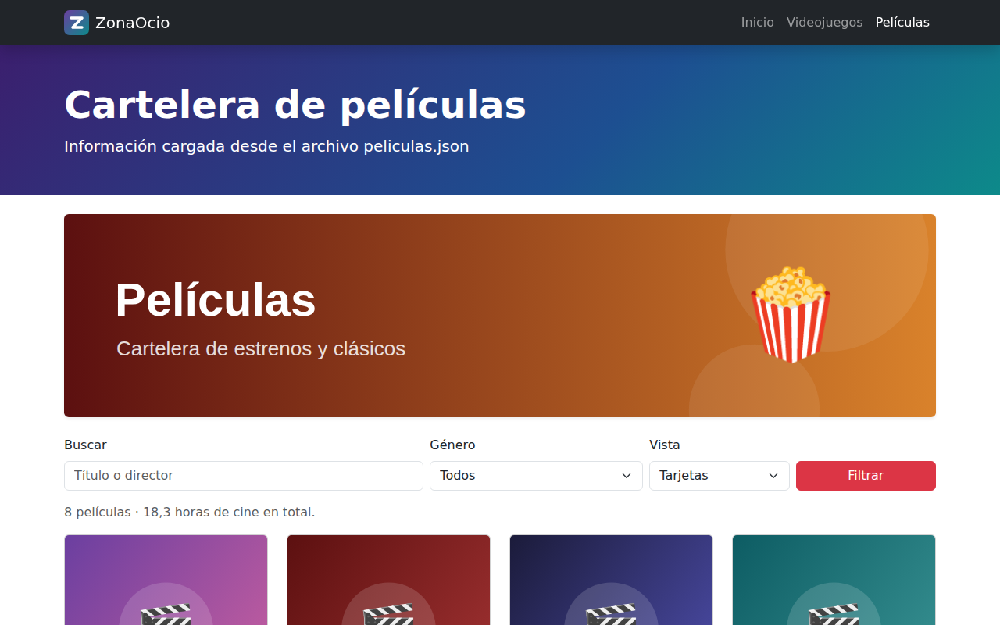 ZonaOcio
Inicio Videojuegos Películas
Cartelera de películas
Información cargada desde el archivo peliculas.json
Películas
Cartelera de estrenos y clásicos
Buscar Género Vista
Título o director Todos Tarjetas Filtrar
8 películas · 18,3 horas de cine en total.